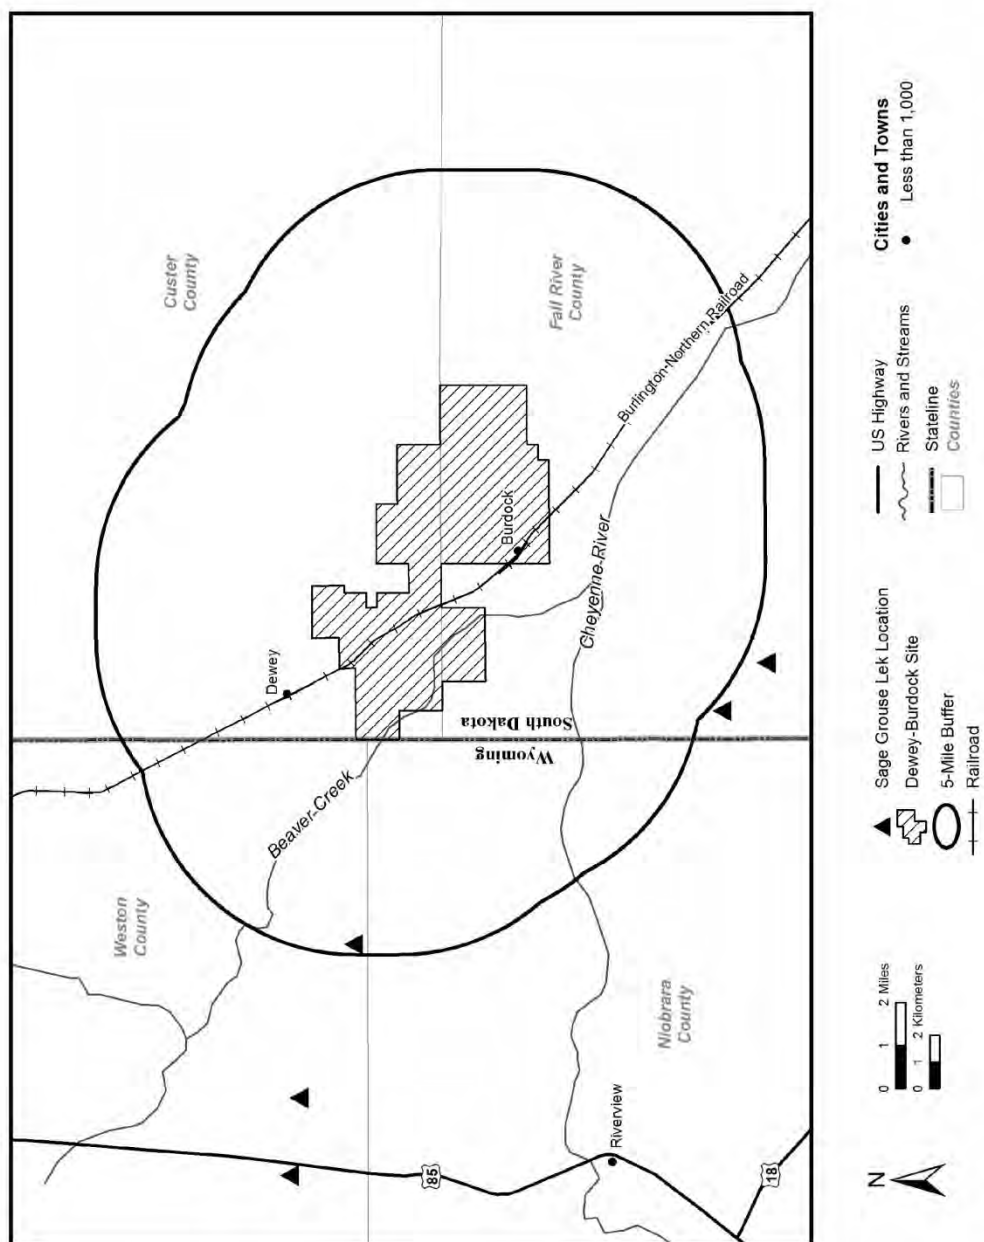 Custer
County
Fall River
County
Burlington-Northern Railroad
Burdock
Dewey
Cheyenne River
South Dakota
Wyoming
Beaver Creek
Weston
County
Niobrara
County
Riverview
85
18
Cities and Towns
Less than 1,000
US Highway
Rivers and Streams
Stateline
Counties
Sage Grouse Lek Location
Dewey-Burdock Site
5-Mile Buffer
Railroad
0 1 2 Miles
0 1 2 Kilometers
N